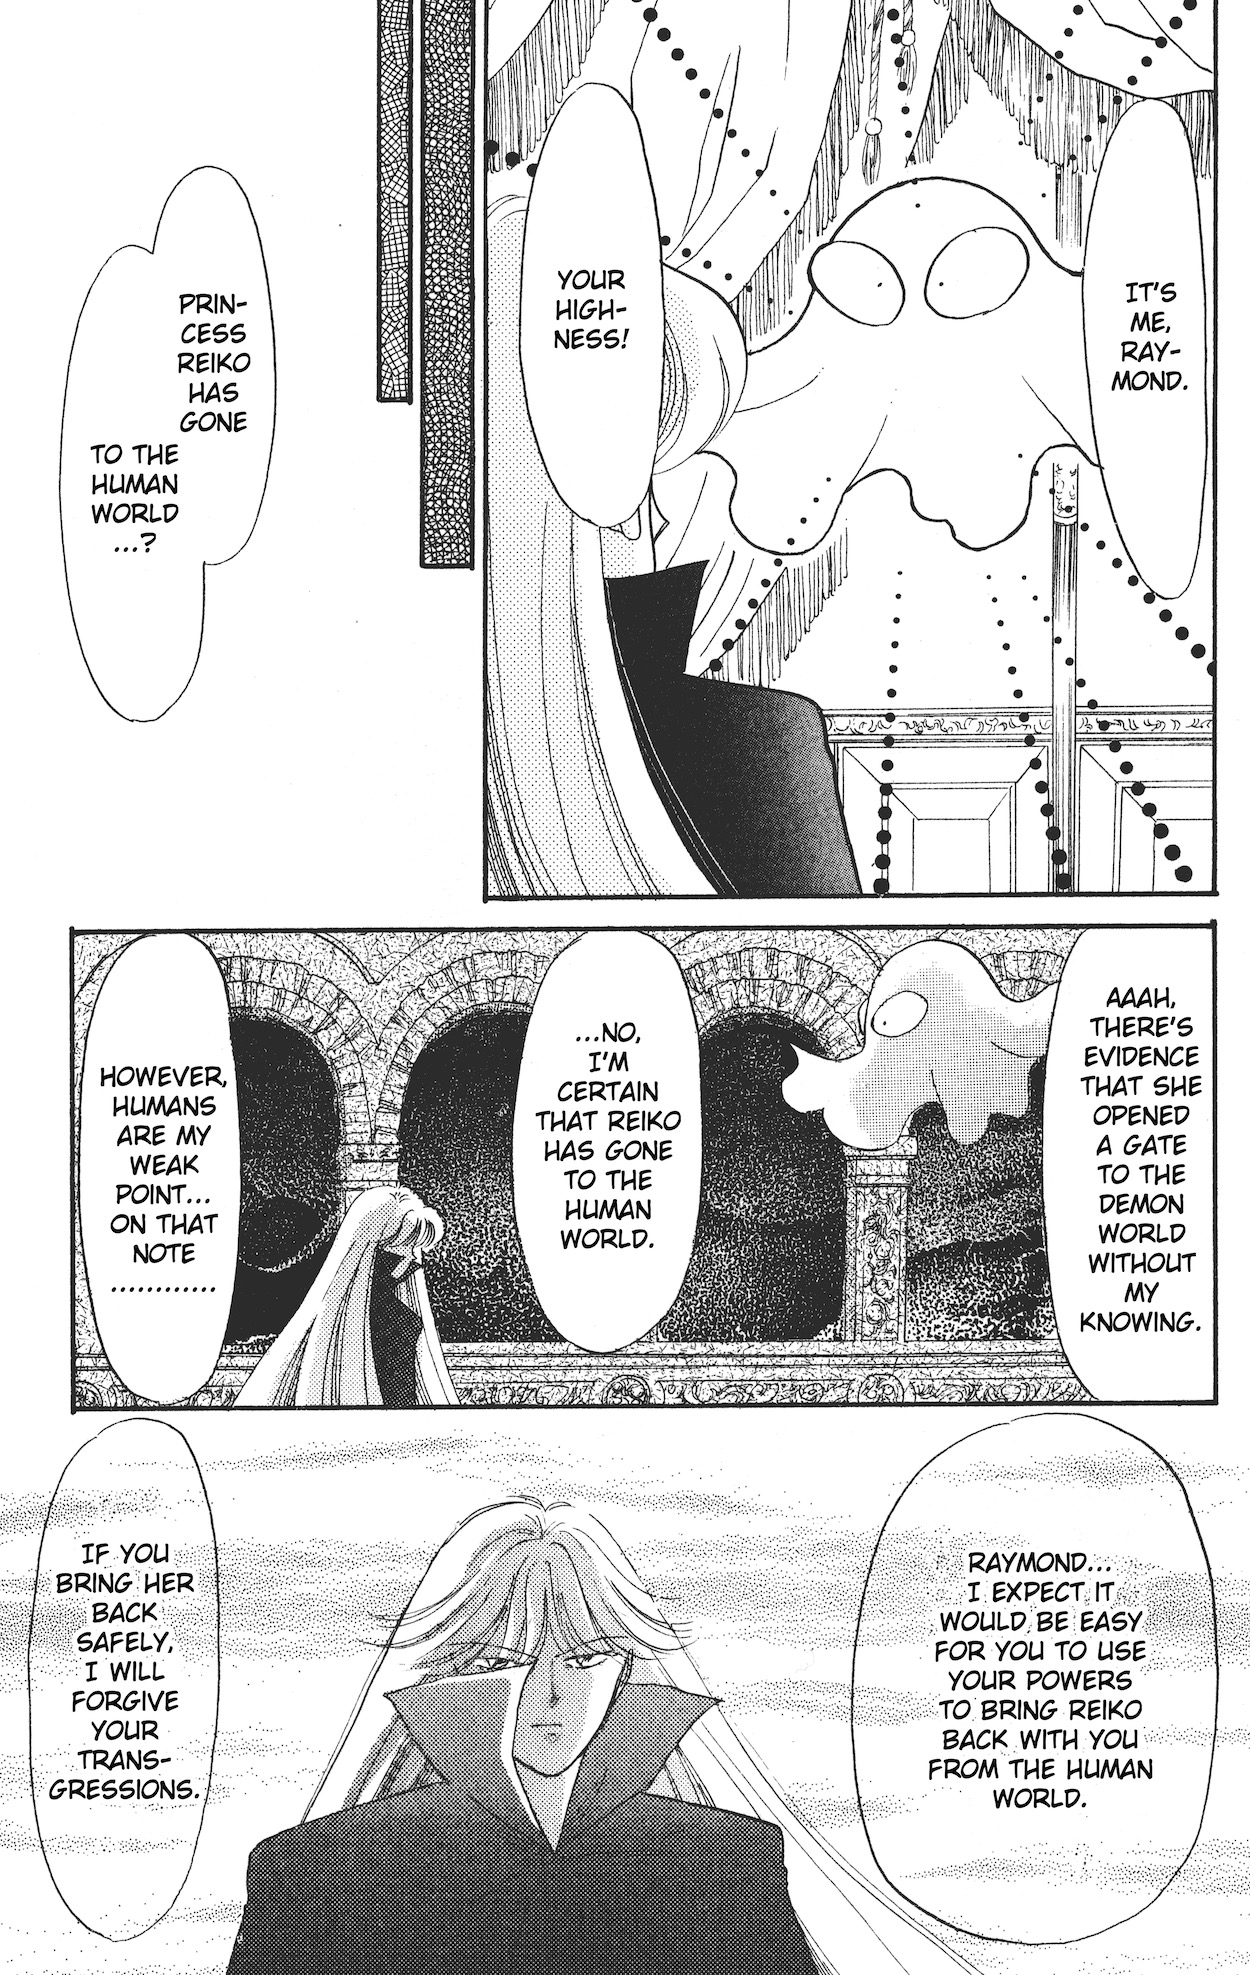 IT'S
ME,
RAY-
MOND.
YOUR
HIGH-
NESS!
PRIN-
CESS
REIKO
HAS
GONE
TO THE
HUMAN
WORLD
...?
AAAH,
THERE'S
EVIDENCE
THAT SHE
OPENED
A GATE
TO THE
DEMON
WORLD
WITHOUT
MY
KNOWING.
...NO,
I'M
CERTAIN
THAT REIKO
HAS GONE
TO THE
HUMAN
WORLD.
HOWEVER,
HUMANS
ARE MY
WEAK
POINT...
ON THAT
NOTE
............
RAYMOND...
I EXPECT IT
WOULD BE EASY
FOR YOU TO USE
YOUR POWERS
TO BRING REIKO
BACK WITH YOU
FROM THE HUMAN
WORLD.
IF YOU
BRING HER
BACK
SAFELY,
I WILL
FORGIVE
YOUR
TRANS-
GRESSIONS.